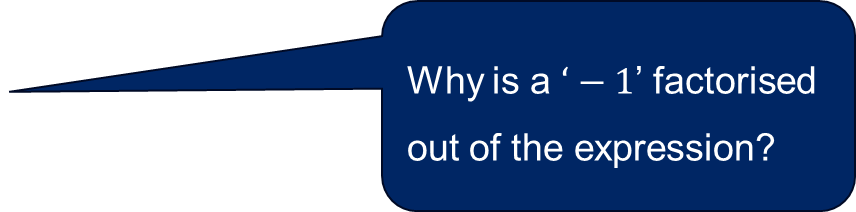 Why is a ‘ − 1’ factorised
out of the expression?